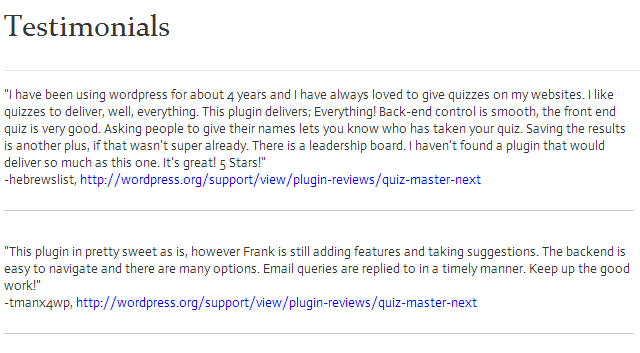 Testimonials
"I have been using wordpress for about 4 years and I have always loved to give quizzes on my websites. I like
quizzes to deliver, well, everything. This plugin delivers; Everything! Back-end control is smooth, the front end
quiz is very good. Asking people to give their names lets you know who has taken your quiz. Saving the results
is another plus, if that wasn't super already. There is a leadership board. I haven't found a plugin that would
deliver so much as this one. It's great! 5 Stars!"
-hebrewslist, http://wordpress.org/support/view/plugin-reviews/quiz-master-next
"This plugin in pretty sweet as is, however Frank is still adding features and taking suggestions. The backend is
easy to navigate and there are many options. Email queries are replied to in a timely manner. Keep up the good
work!"
-tmanx4wp, http://wordpress.org/support/view/plugin-reviews/quiz-master-next